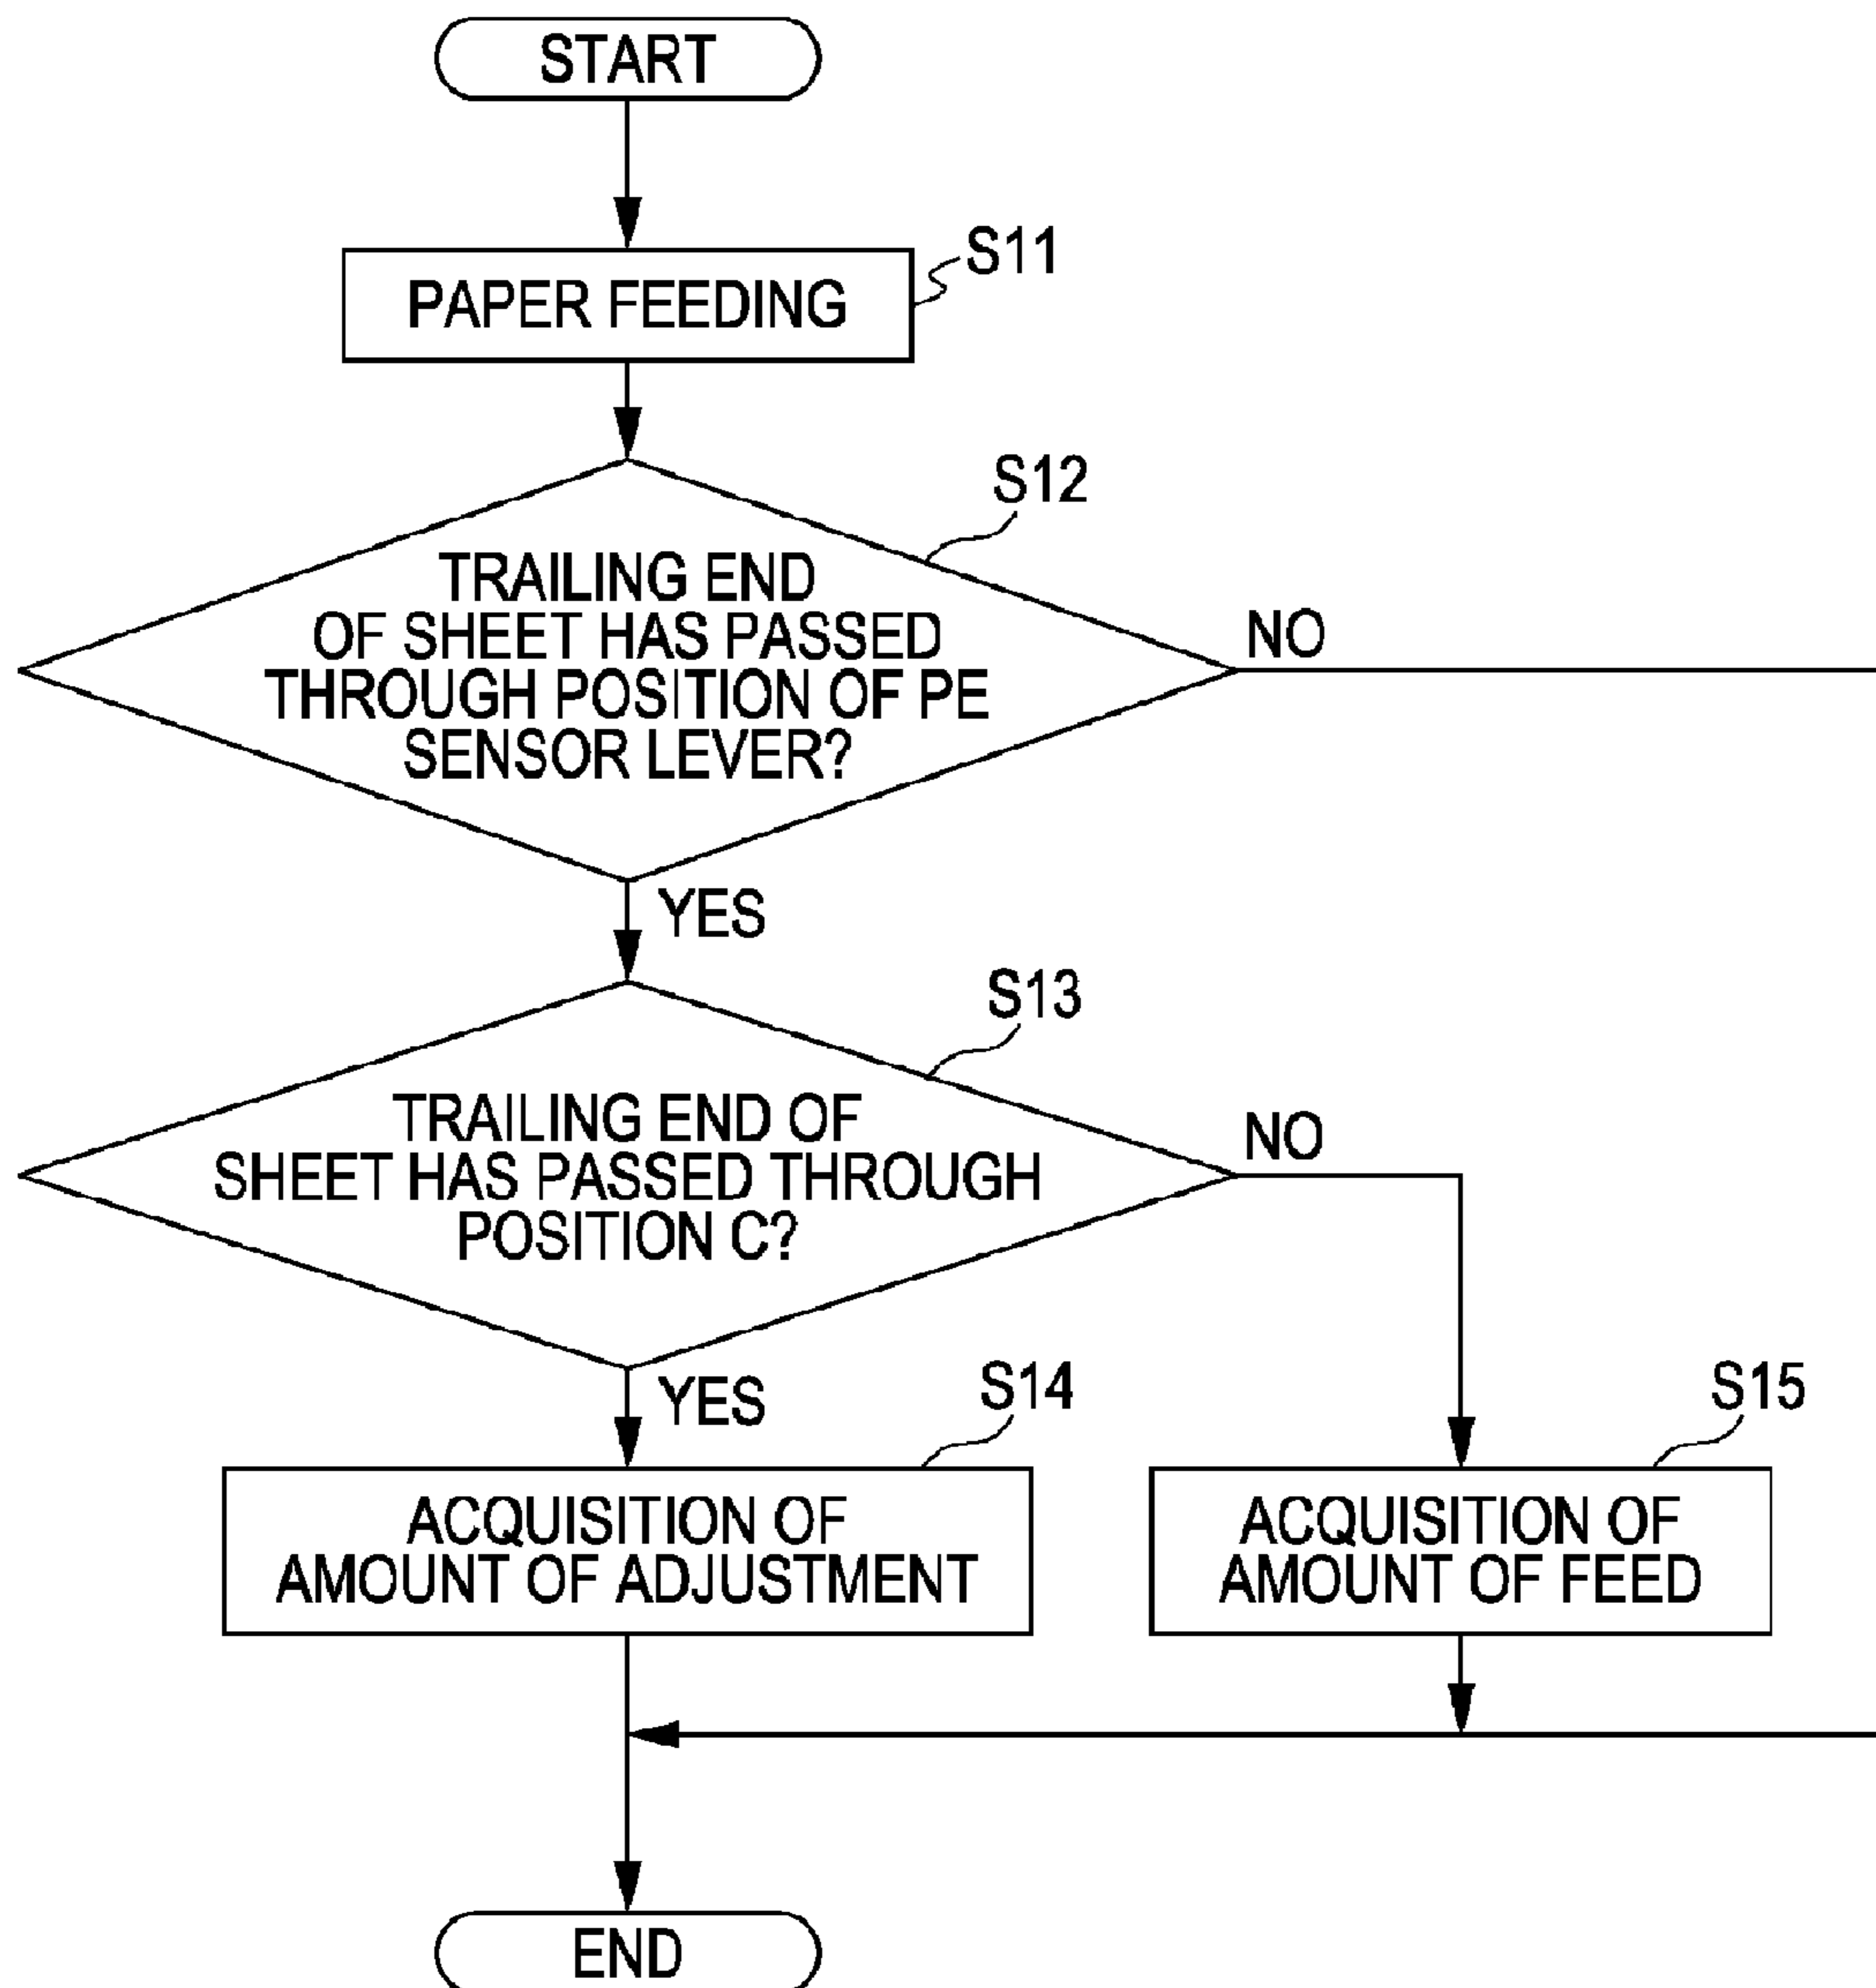 START
PAPER FEEDING
S11
S12
TRAILING END
OF SHEET HAS PASSED
THROUGH POSITION OF PE
SENSOR LEVER?
NO
YES
S13
TRAILING END OF
SHEET HAS PASSED THROUGH
POSITION C?
NO
YES
S14
ACQUISITION OF
AMOUNT OF ADJUSTMENT
S15
ACQUISITION OF
AMOUNT OF FEED
END